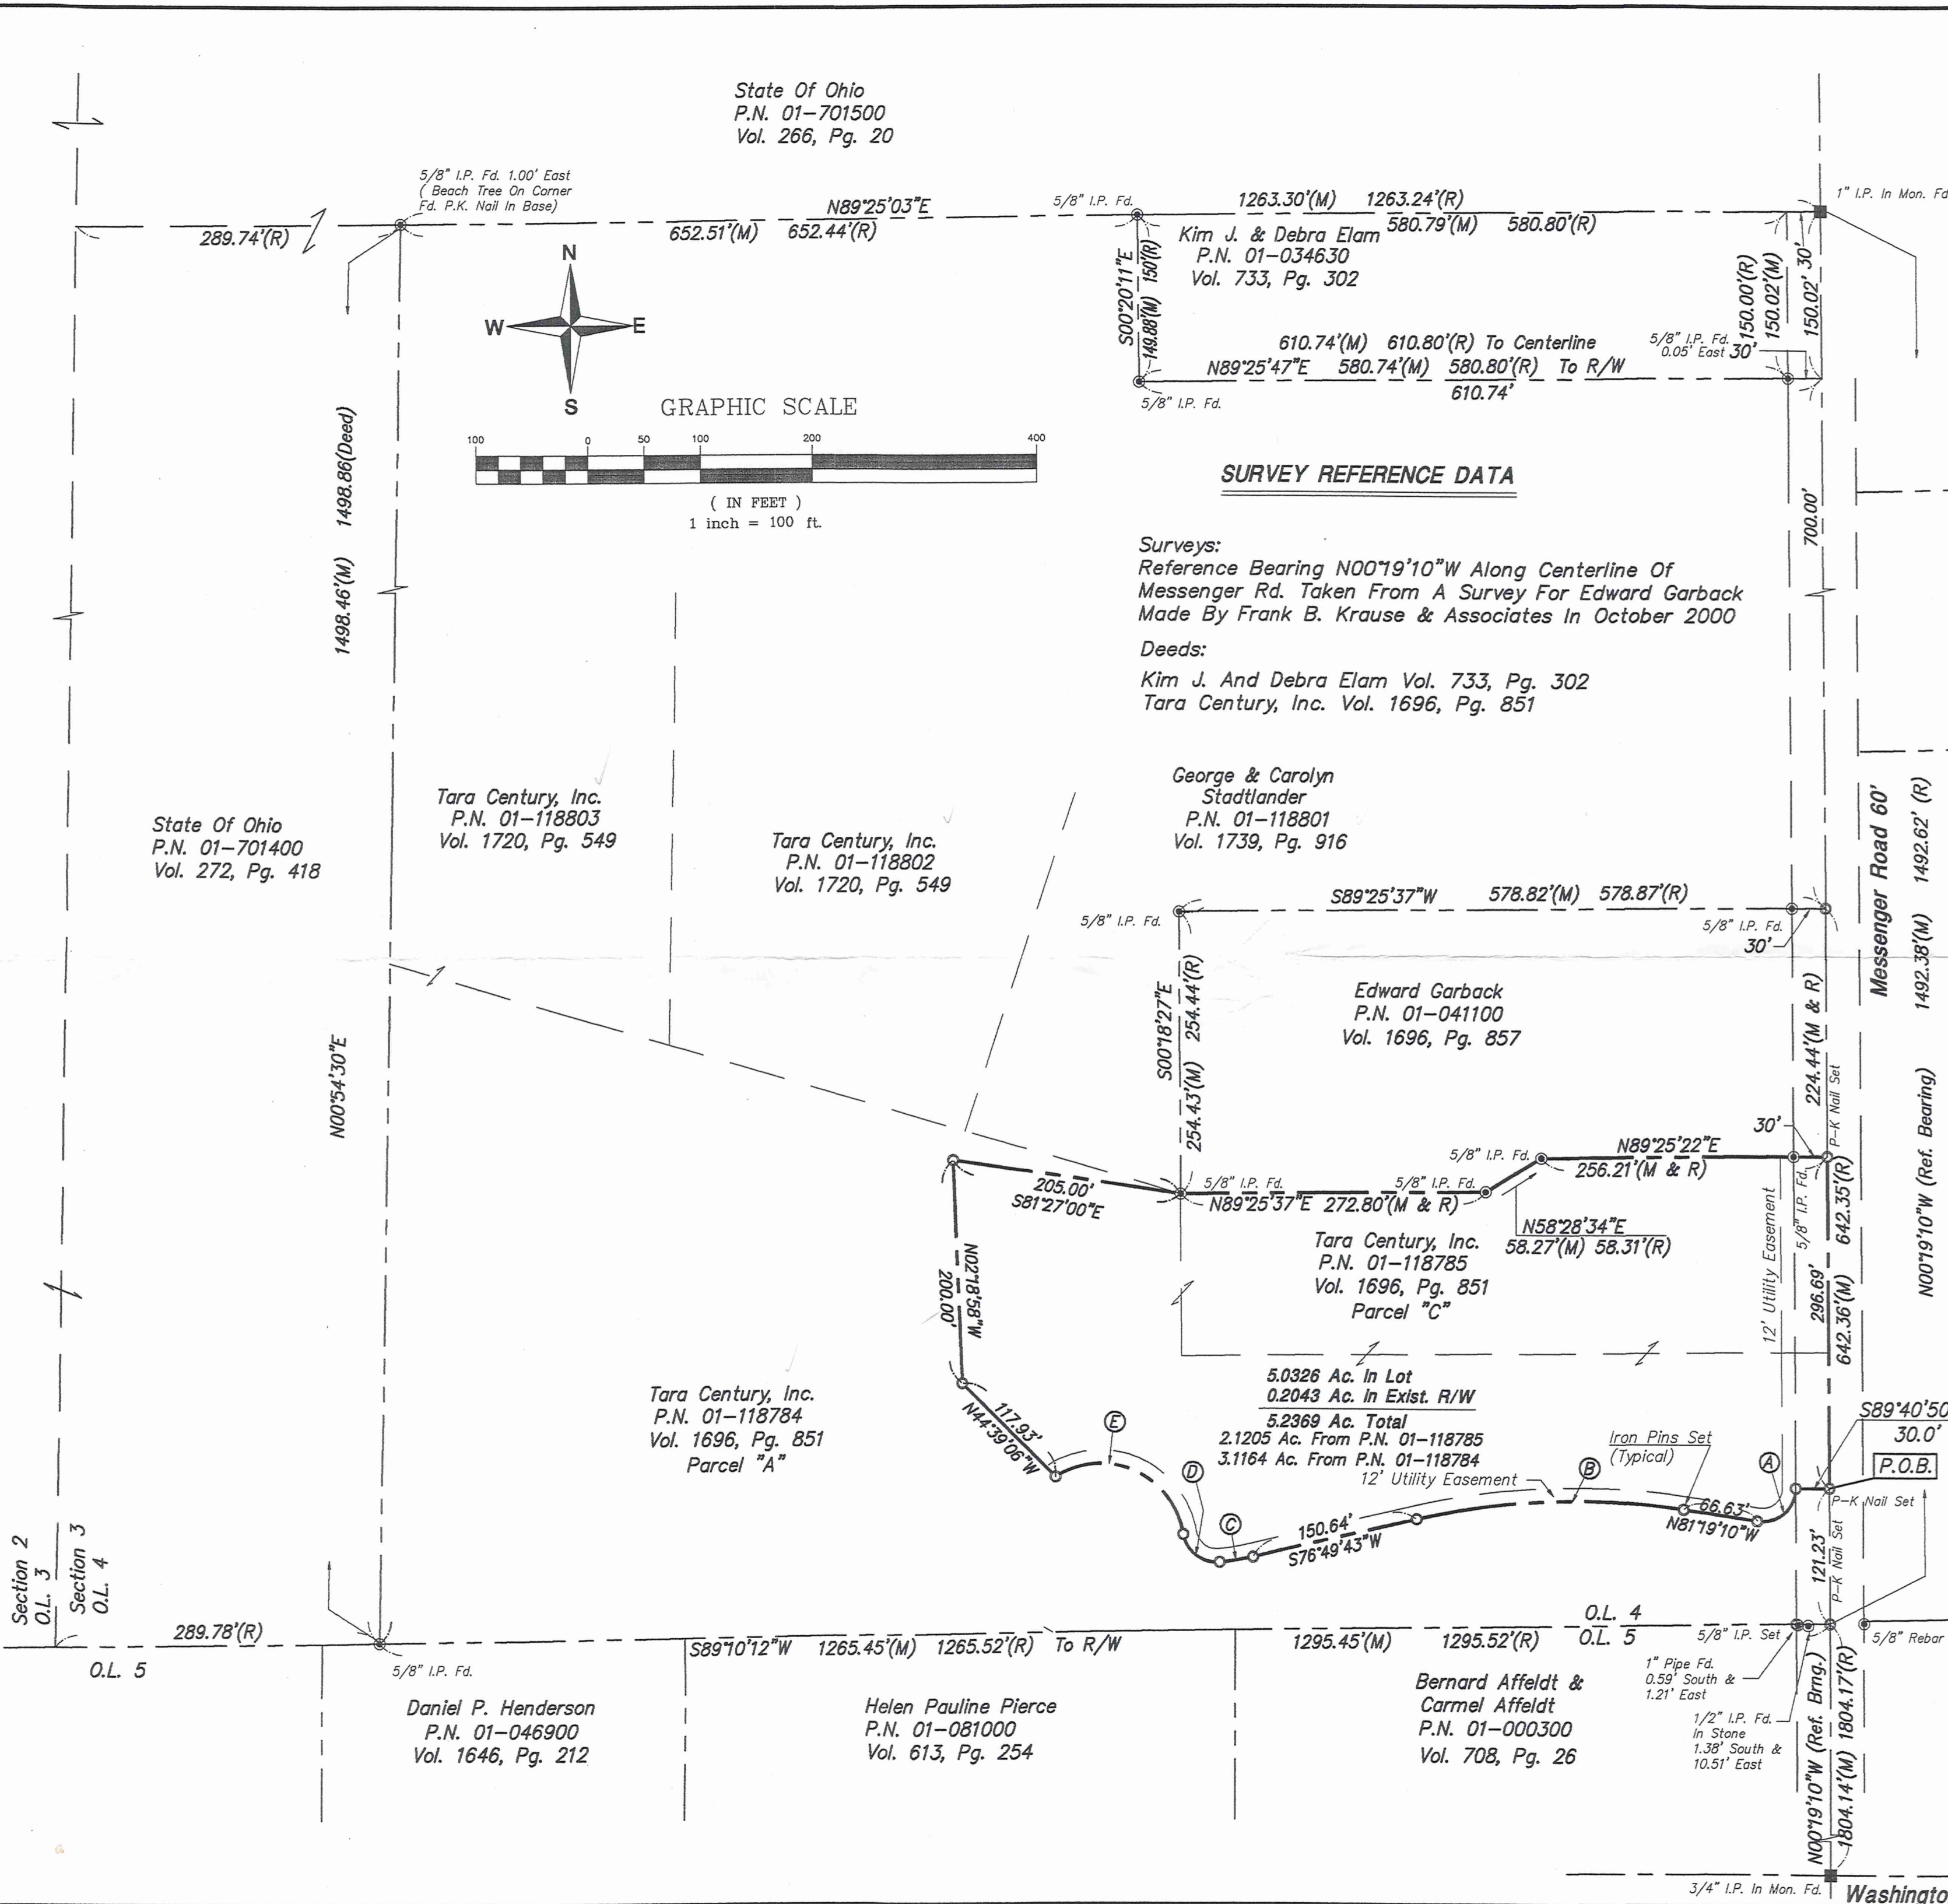 State Of Ohio
P.N. 01-701500
Vol. 266, Pg. 20
5/8" I.P. Fd. 1.00' East
( Beach Tree On Corner
Fd. P.K. Nail In Base)
289.74'(R)
N89°25'03"E
652.51'(M) 652.44'(R)
5/8" I.P. Fd.
1263.30'(M) 1263.24'(R)
580.79'(M) 580.80'(R)
1" I.P. In Mon. Fd
Kim J. & Debra Elam
P.N. 01-034630
Vol. 733, Pg. 302
S00°20'11"E
149.88'(M) 150'(R)
150.00'(R)
150.02'(M)
150.02'
30'
610.74'(M) 610.80'(R) To Centerline
N89°25'47"E 580.74'(M) 580.80'(R) To R/W
610.74'
5/8" I.P. Fd.
0.05' East
30'
5/8" I.P. Fd.
N
W
E
S
GRAPHIC SCALE
100 0 50 100 200 400
( IN FEET )
1 inch = 100 ft.
SURVEY REFERENCE DATA
Surveys:
Reference Bearing N00°19'10"W Along Centerline Of
Messenger Rd. Taken From A Survey For Edward Garback
Made By Frank B. Krause & Associates In October 2000
Deeds:
Kim J. And Debra Elam Vol. 733, Pg. 302
Tara Century, Inc. Vol. 1696, Pg. 851
1498.46'(M) 1498.86(Deed)
N00°54'30"E
700.00'
State Of Ohio
P.N. 01-701400
Vol. 272, Pg. 418
Tara Century, Inc.
P.N. 01-118803
Vol. 1720, Pg. 549
Tara Century, Inc.
P.N. 01-118802
Vol. 1720, Pg. 549
George & Carolyn
Stadtlander
P.N. 01-118801
Vol. 1739, Pg. 916
Messenger Road 60'
1492.38'(M) 1492.62' (R)
N00°19'10"W (Ref. Bearing)
S89°25'37"W 578.82'(M) 578.87'(R)
5/8" I.P. Fd.
5/8" I.P. Fd.
30'
S00°18'27"E
254.43'(M) 254.44'(R)
Edward Garback
P.N. 01-041100
Vol. 1696, Pg. 857
224.44'(M & R)
P-K Nail Set
30'
N89°25'22"E
256.21'(M & R)
5/8" I.P. Fd.
205.00'
S81°27'00"E
5/8" I.P. Fd.
5/8" I.P. Fd.
N89°25'37"E 272.80'(M & R)
N58°28'34"E
58.27'(M) 58.31'(R)
5/8" I.P. Fd.
12' Utility Easement
296.69'
642.36'(M) 642.35'(R)
Tara Century, Inc.
P.N. 01-118785
Vol. 1696, Pg. 851
Parcel "C"
N02°18'58"W
200.00'
5.0326 Ac. In Lot
0.2043 Ac. In Exist. R/W
5.2369 Ac. Total
2.1205 Ac. From P.N. 01-118785
3.1164 Ac. From P.N. 01-118784
12' Utility Easement
Tara Century, Inc.
P.N. 01-118784
Vol. 1696, Pg. 851
Parcel "A"
117.93'
N44°39'06"W
E
D
C
B
A
Iron Pins Set
(Typical)
S89°40'50
30.0'
P.O.B.
P-K Nail Set
66.63'
N81°19'10"W
150.64'
S76°49'43"W
121.23'
P-K Nail Set
Section 2
O.L. 3
Section 3
O.L. 4
289.78'(R)
O.L. 5
5/8" I.P. Fd.
S89°10'12"W 1265.45'(M) 1265.52'(R) To R/W
1295.45'(M) 1295.52'(R)
O.L. 4
O.L. 5
5/8" I.P. Set
5/8" Rebar
1" Pipe Fd.
0.59' South &
1.21' East
1/2" I.P. Fd.
In Stone
1.38' South &
10.51' East
Daniel P. Henderson
P.N. 01-046900
Vol. 1646, Pg. 212
Helen Pauline Pierce
P.N. 01-081000
Vol. 613, Pg. 254
Bernard Affeldt &
Carmel Affeldt
P.N. 01-000300
Vol. 708, Pg. 26
N00°19'10"W (Ref. Brng.)
1804.14'(M) 1804.17'(R)
3/4" I.P. In Mon. Fd.
Washingto